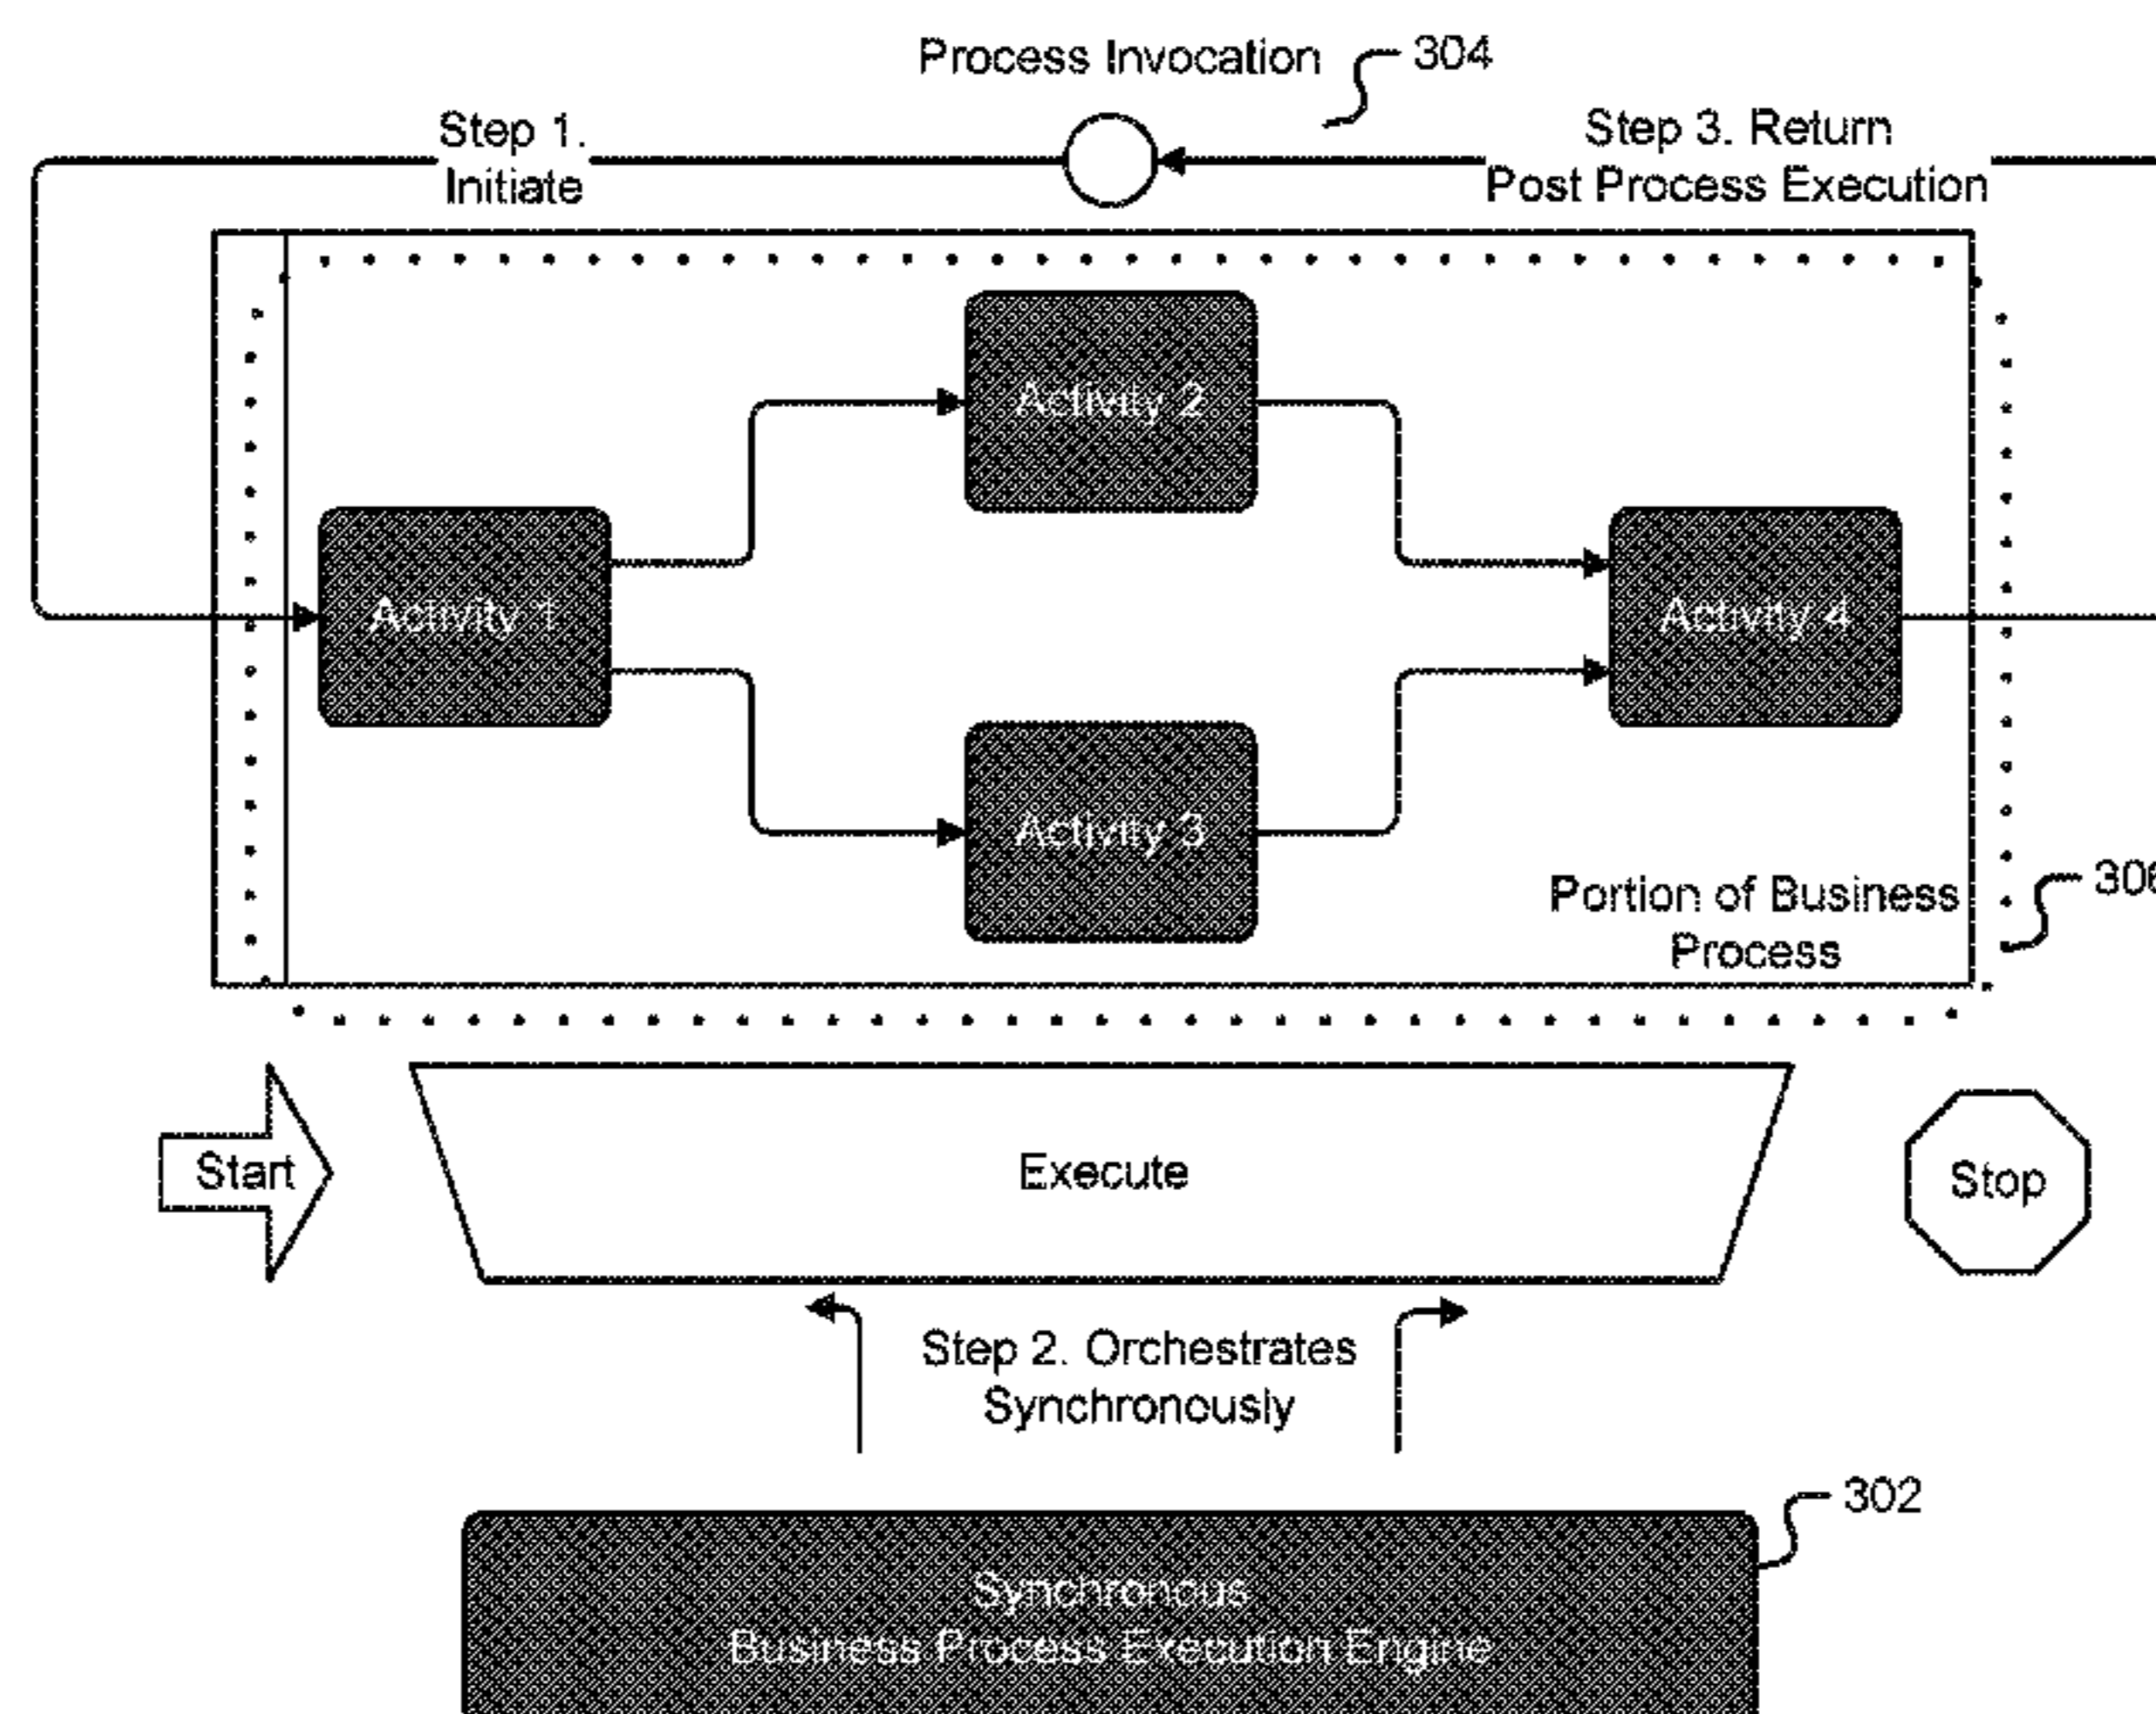 Process Invocation
304
Step 1.
Initiate
Step 3. Return
Post Process Execution
Activity 2
Activity 1
Activity 4
Activity 3
Portion of Business
Process
306
Start
Execute
Stop
Step 2. Orchestrates
Synchronously
302
Synchronous
Business Process Execution Engine